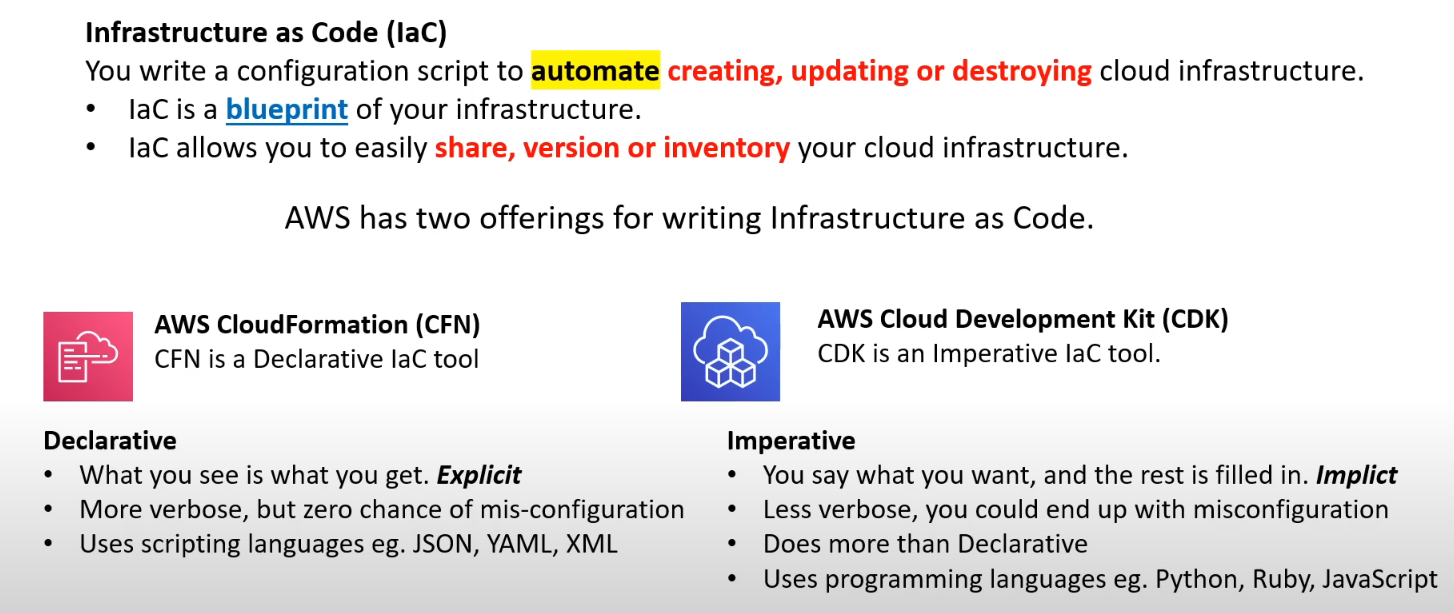 Infrastructure as Code (IaC)
You write a configuration script to automate creating, updating or destroying cloud infrastructure.
• IaC is a blueprint of your infrastructure.
• IaC allows you to easily share, version or inventory your cloud infrastructure.
AWS has two offerings for writing Infrastructure as Code.
AWS CloudFormation (CFN)
CFN is a Declarative IaC tool
Declarative
• What you see is what you get. Explicit
• More verbose, but zero chance of mis-configuration
• Uses scripting languages eg. JSON, YAML, XML
AWS Cloud Development Kit (CDK)
CDK is an Imperative IaC tool.
Imperative
• You say what you want, and the rest is filled in. Implict
• Less verbose, you could end up with misconfiguration
• Does more than Declarative
• Uses programming languages eg. Python, Ruby, JavaScript